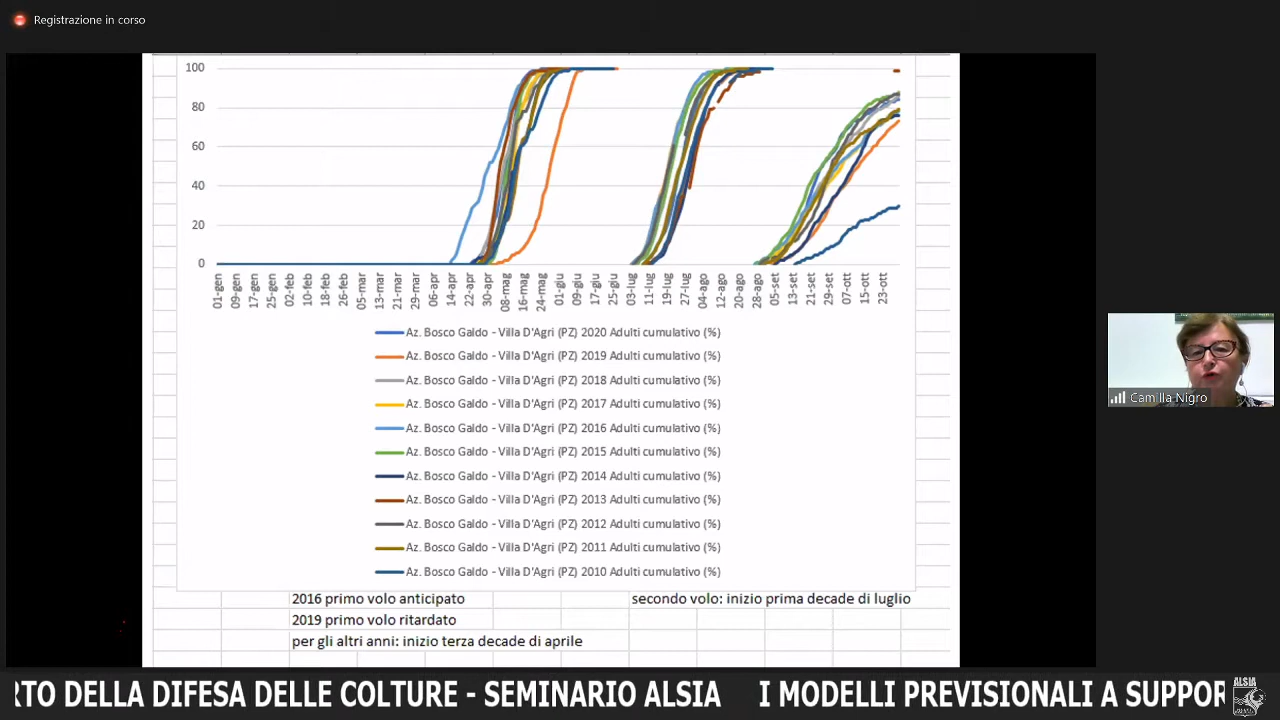 Registrazione in corso
100
80
60
40
20
0
01-gen 09-gen 17-gen 25-gen 02-feb 10-feb 18-feb 26-feb 05-mar 13-mar 21-mar 29-mar 06-apr 14-apr 22-apr 30-apr 08-mag 16-mag 24-mag 01-giu 09-giu 17-giu 25-giu 03-lug 11-lug 19-lug 27-lug 04-ago 12-ago 20-ago 28-ago 05-set 13-set 21-set 29-set 07-ott 15-ott 23-ott
Az. Bosco Galdo - Villa D'Agri (PZ) 2020 Adulti cumulativo (%)
Az. Bosco Galdo - Villa D'Agri (PZ) 2019 Adulti cumulativo (%)
Az. Bosco Galdo - Villa D'Agri (PZ) 2018 Adulti cumulativo (%)
Az. Bosco Galdo - Villa D'Agri (PZ) 2017 Adulti cumulativo (%)
Az. Bosco Galdo - Villa D'Agri (PZ) 2016 Adulti cumulativo (%)
Az. Bosco Galdo - Villa D'Agri (PZ) 2015 Adulti cumulativo (%)
Az. Bosco Galdo - Villa D'Agri (PZ) 2014 Adulti cumulativo (%)
Az. Bosco Galdo - Villa D'Agri (PZ) 2013 Adulti cumulativo (%)
Az. Bosco Galdo - Villa D'Agri (PZ) 2012 Adulti cumulativo (%)
Az. Bosco Galdo - Villa D'Agri (PZ) 2011 Adulti cumulativo (%)
Az. Bosco Galdo - Villa D'Agri (PZ) 2010 Adulti cumulativo (%)
2016 primo volo anticipato
secondo volo: inizio prima decade di luglio
2019 primo volo ritardato
per gli altri anni: inizio terza decade di aprile
Camilla Nigro
RTO DELLA DIFESA DELLE COLTURE - SEMINARIO ALSIA I MODELLI PREVISIONALI A SUPPOR
ALSIA